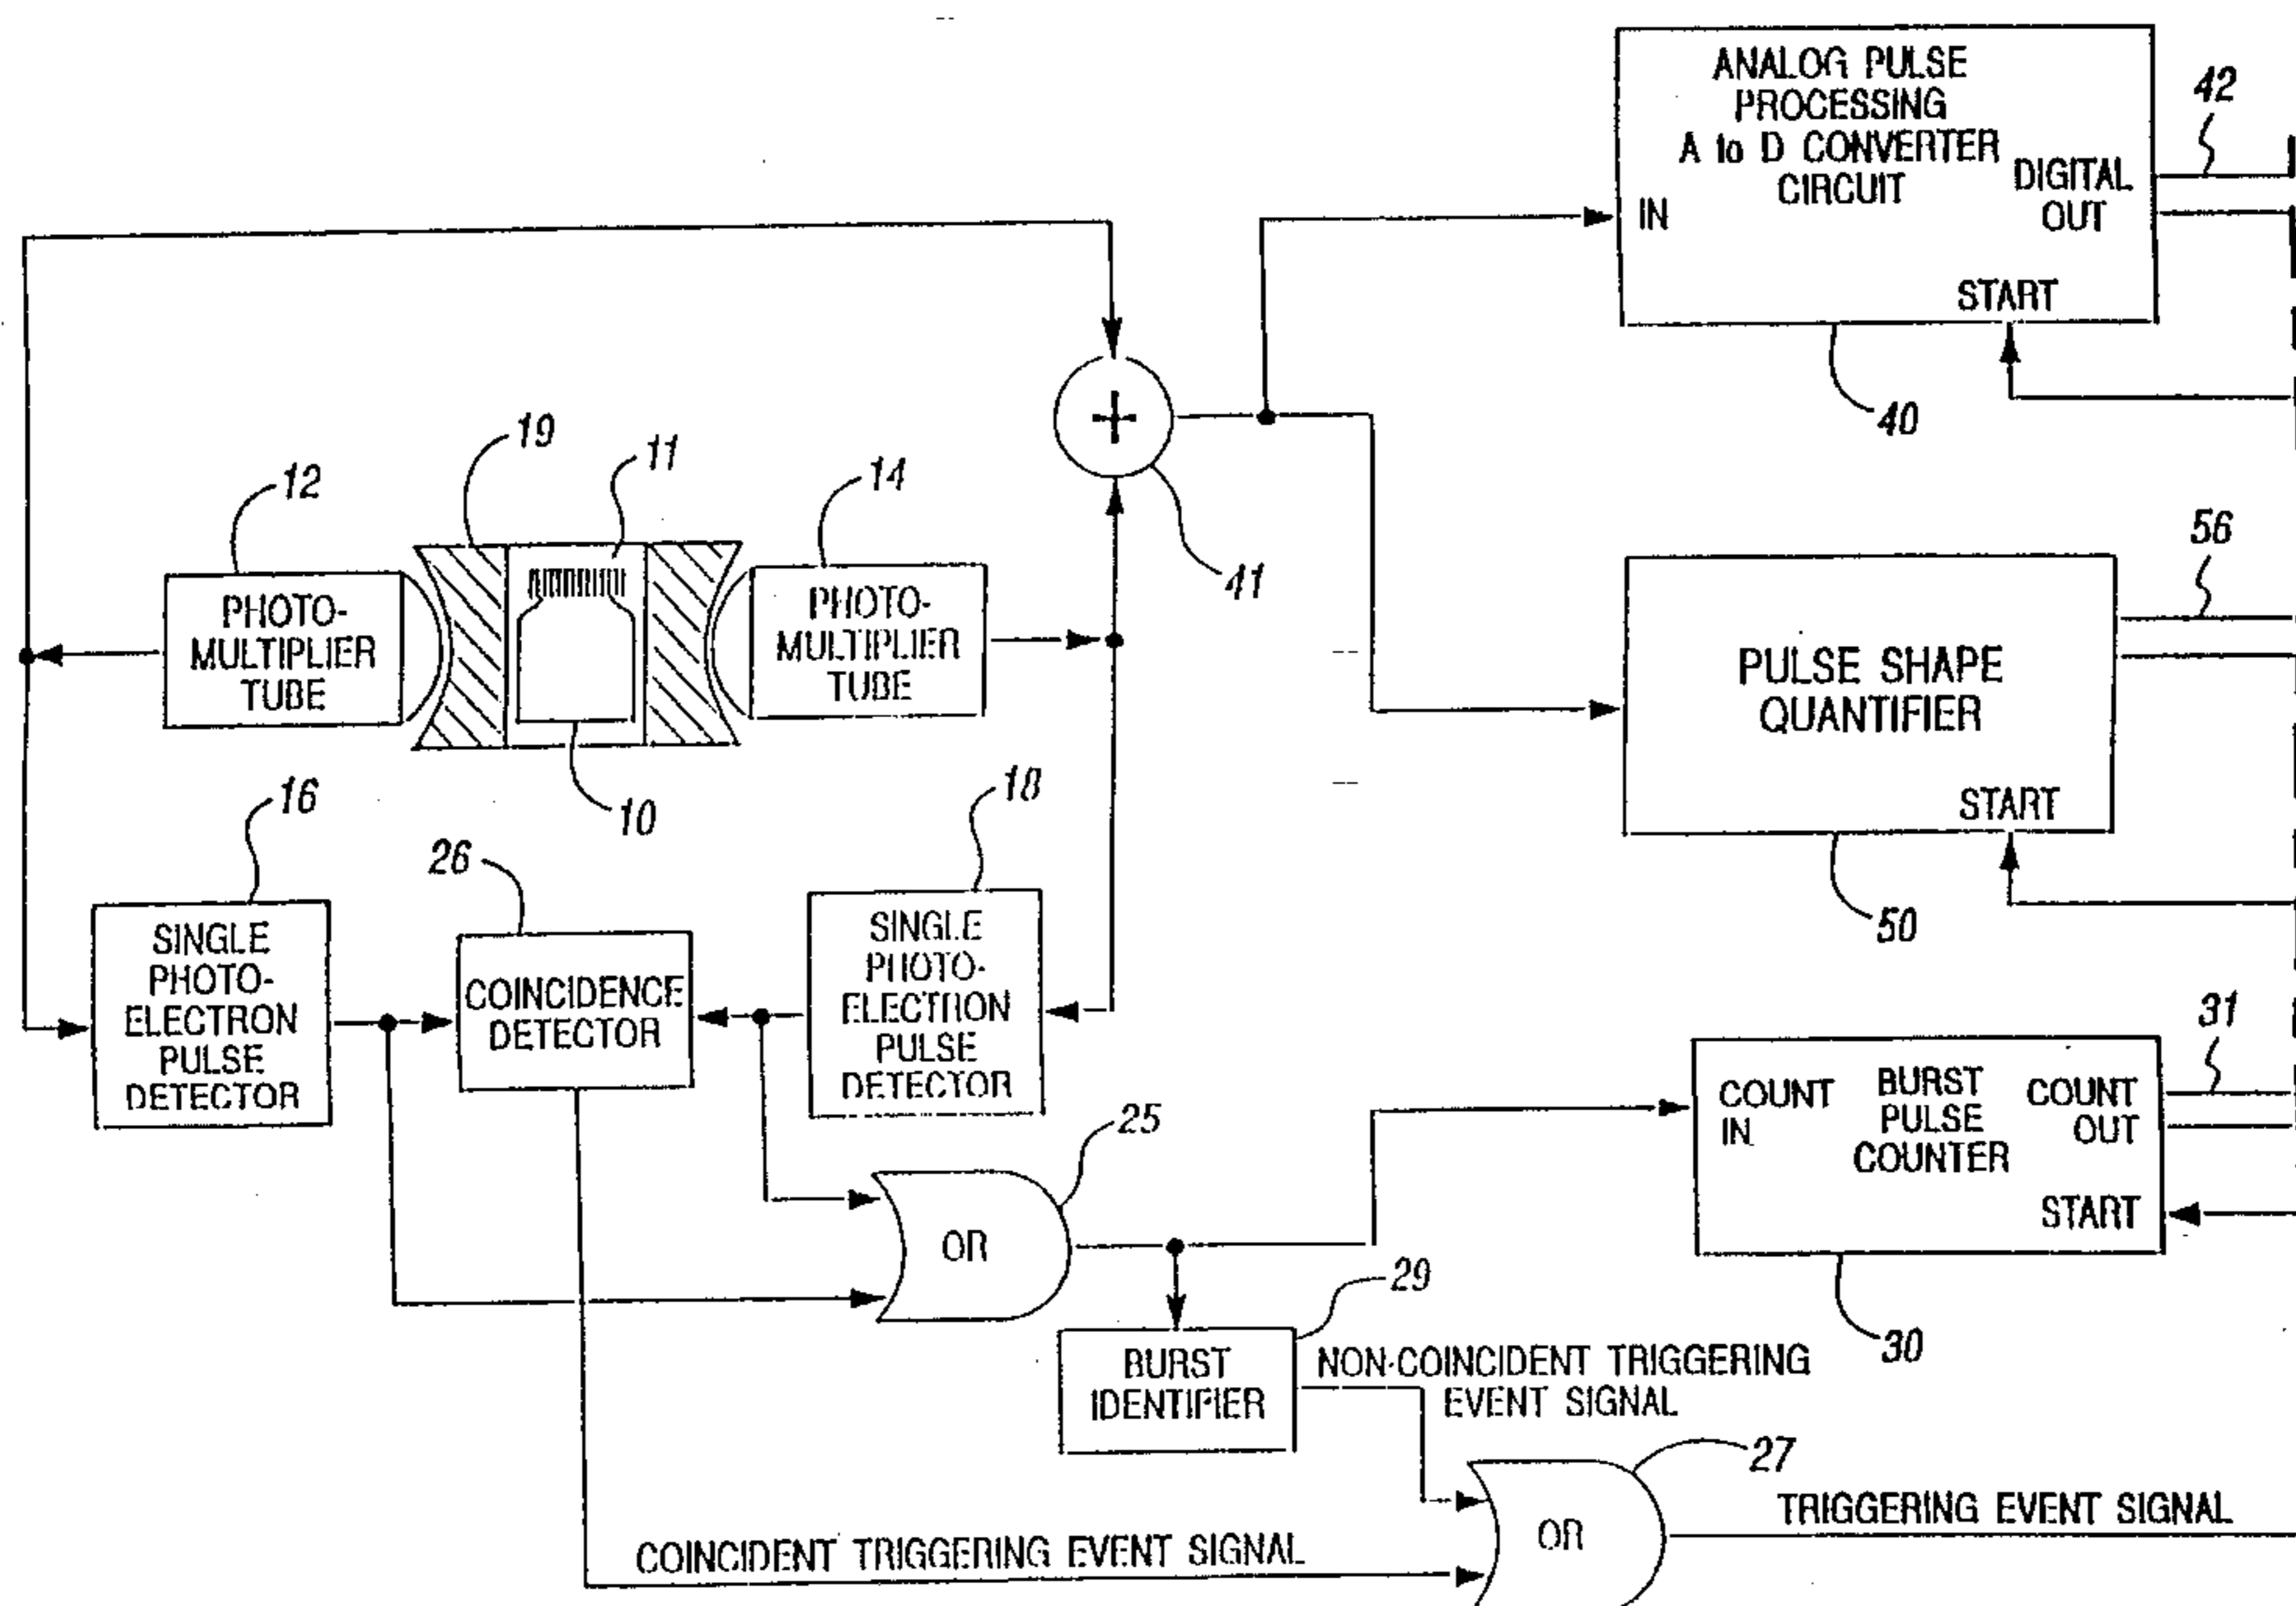 ANALOG PULSE
PROCESSING
A to D CONVERTER
CIRCUIT
IN
DIGITAL
OUT
START
42
40
19
11
12
14
41
PHOTO-
MULTIPLIER
TUBE
PHOTO-
MULTIPLIER
TUBE
10
56
PULSE SHAPE
QUANTIFIER
START
50
16
26
18
SINGLE
PHOTO-
ELECTRON
PULSE
DETECTOR
COINCIDENCE
DETECTOR
SINGLE
PHOTO-
ELECTRON
PULSE
DETECTOR
31
COUNT
IN
BURST
PULSE
COUNTER
COUNT
OUT
START
30
25
OR
29
BURST
IDENTIFIER
NON-COINCIDENT TRIGGERING
EVENT SIGNAL
27
OR
TRIGGERING EVENT SIGNAL
COINCIDENT TRIGGERING EVENT SIGNAL